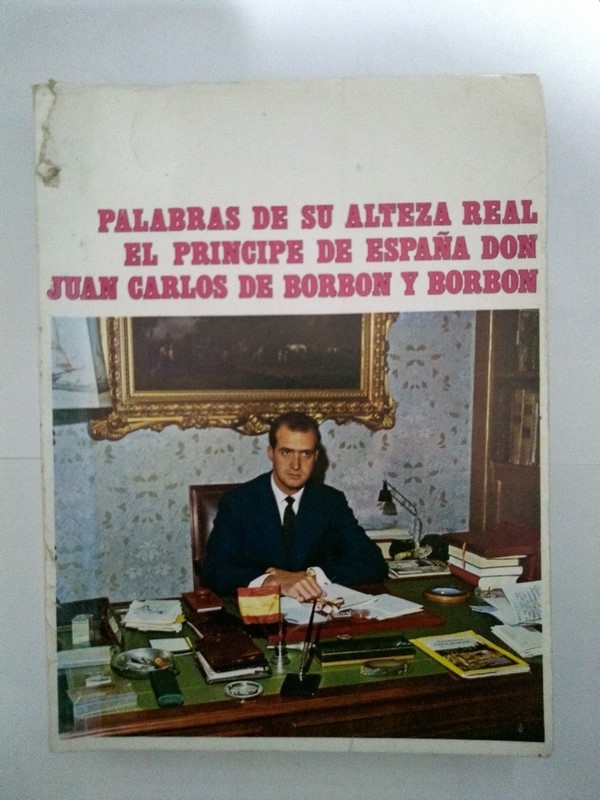 PALABRAS DE SU ALTEZA REAL
EL PRINCIPE DE ESPAÑA DON
JUAN CARLOS DE BORBON Y BORBON